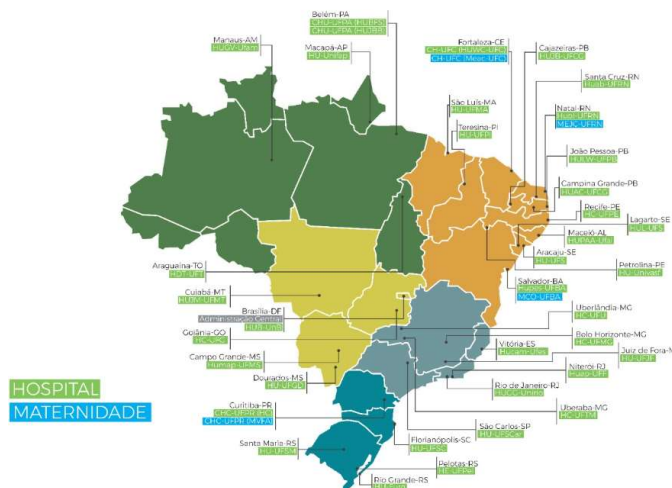 Belém-PA
CHU-UFPA (HUBFS)
CHU-UFPA (HUJBB)
Manaus-AM
HUGV-Ufam
Macapá-AP
HU-Unifap
Fortaleza-CE
CH-UFC (HUWC-UFC)
CH-UFC (Meac-UFC)
Cajazeiras-PB
HUJB-UFCG
Santa Cruz-RN
Huab-UFRN
São Luís-MA
HU-UFMA
Natal-RN
Huol-UFRN
MEJC-UFRN
Teresina-PI
HU-UFPI
João Pessoa-PB
HULW-UFPB
Campina Grande-PB
HUAC-UFCG
Recife-PE
HC-UFPE
Lagarto-SE
HUL-UFS
Maceió-AL
HUPAA-Ufal
Aracaju-SE
HU-UFS
Araguaína-TO
HDT-UFT
Petrolina-PE
HU-Univasf
Salvador-BA
Hupes-UFBA
MCO-UFBA
Cuiabá-MT
HUJM-UFMT
Uberlândia-MG
HC-UFU
Brasília-DF
Administração Central
HUB-UnB
Goiânia-GO
HC-UFG
Belo Horizonte-MG
HC-UFMG
Vitória-ES
Hucam-Ufes
Juiz de Fora-MG
HU-UFJF
Campo Grande-MS
Humap-UFMS
Niterói-RJ
Huap-UFF
Dourados-MS
HU-UFGD
Rio de Janeiro-RJ
HUGG-Unirio
HOSPITAL
MATERNIDADE
Uberaba-MG
HC-UFTM
Curitiba-PR
CHC-UFPR (HC)
CHC-UFPR (MVFA)
São Carlos-SP
HU-UFSCar
Santa Maria-RS
HU-UFSM
Florianópolis-SC
HU-UFSC
Pelotas-RS
HE-UFPel
Rio Grande-RS